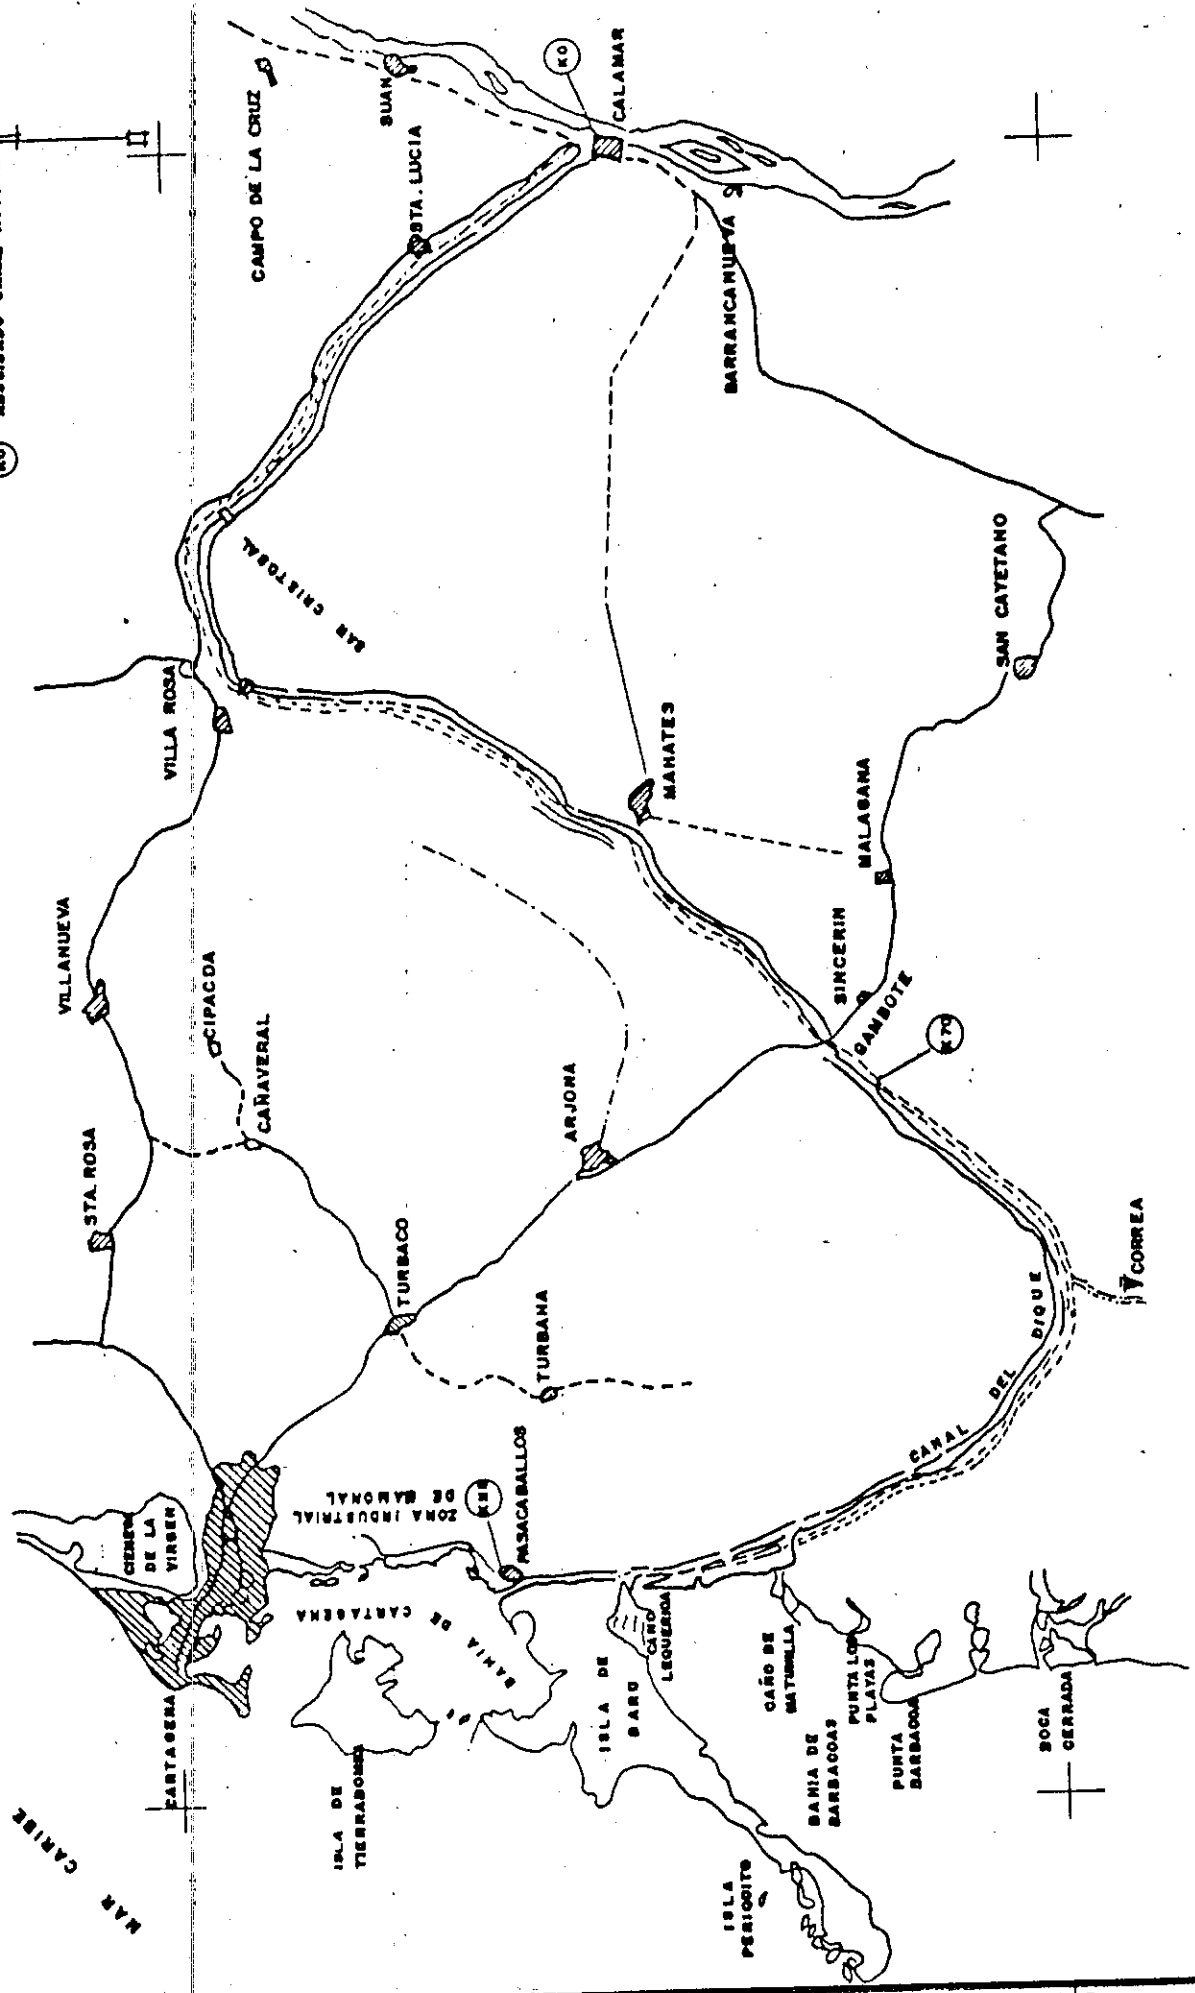 MAR CARIBE
CARTAGENA
CIENEGA
DE LA
VIRGEN
STA. ROSA
VILLANUEVA
CIPACOA
CAÑAVERAL
VILLA ROSA
CAMPO DE LA CRUZ
SUAN
STA. LUCIA
K0
CALAMAR
SAN CRISTOBAL
BARRANCANUEVA
TURBACO
TURBANA
ARJONA
MAHATES
ISLA DE
TIERRABOMBA
BAHIA DE CARTAGENA
ZONA INDUSTRIAL
DE MAMONAL
PASACABALLOS
ISLA DE
BARU
CAÑO
LEQUERICA
CAÑO DE
MATUNILLA
BAHIA DE
BARBACOAS
PUNTA LOS
PLAYAS
PUNTA
BARBACOA
BOCA
CERRADA
ISLA
PERIQUITO
CANAL DEL DIQUE
CORREA
K70
GAMBOTE
SINCERIN
MALAGANA
SAN CAYETANO